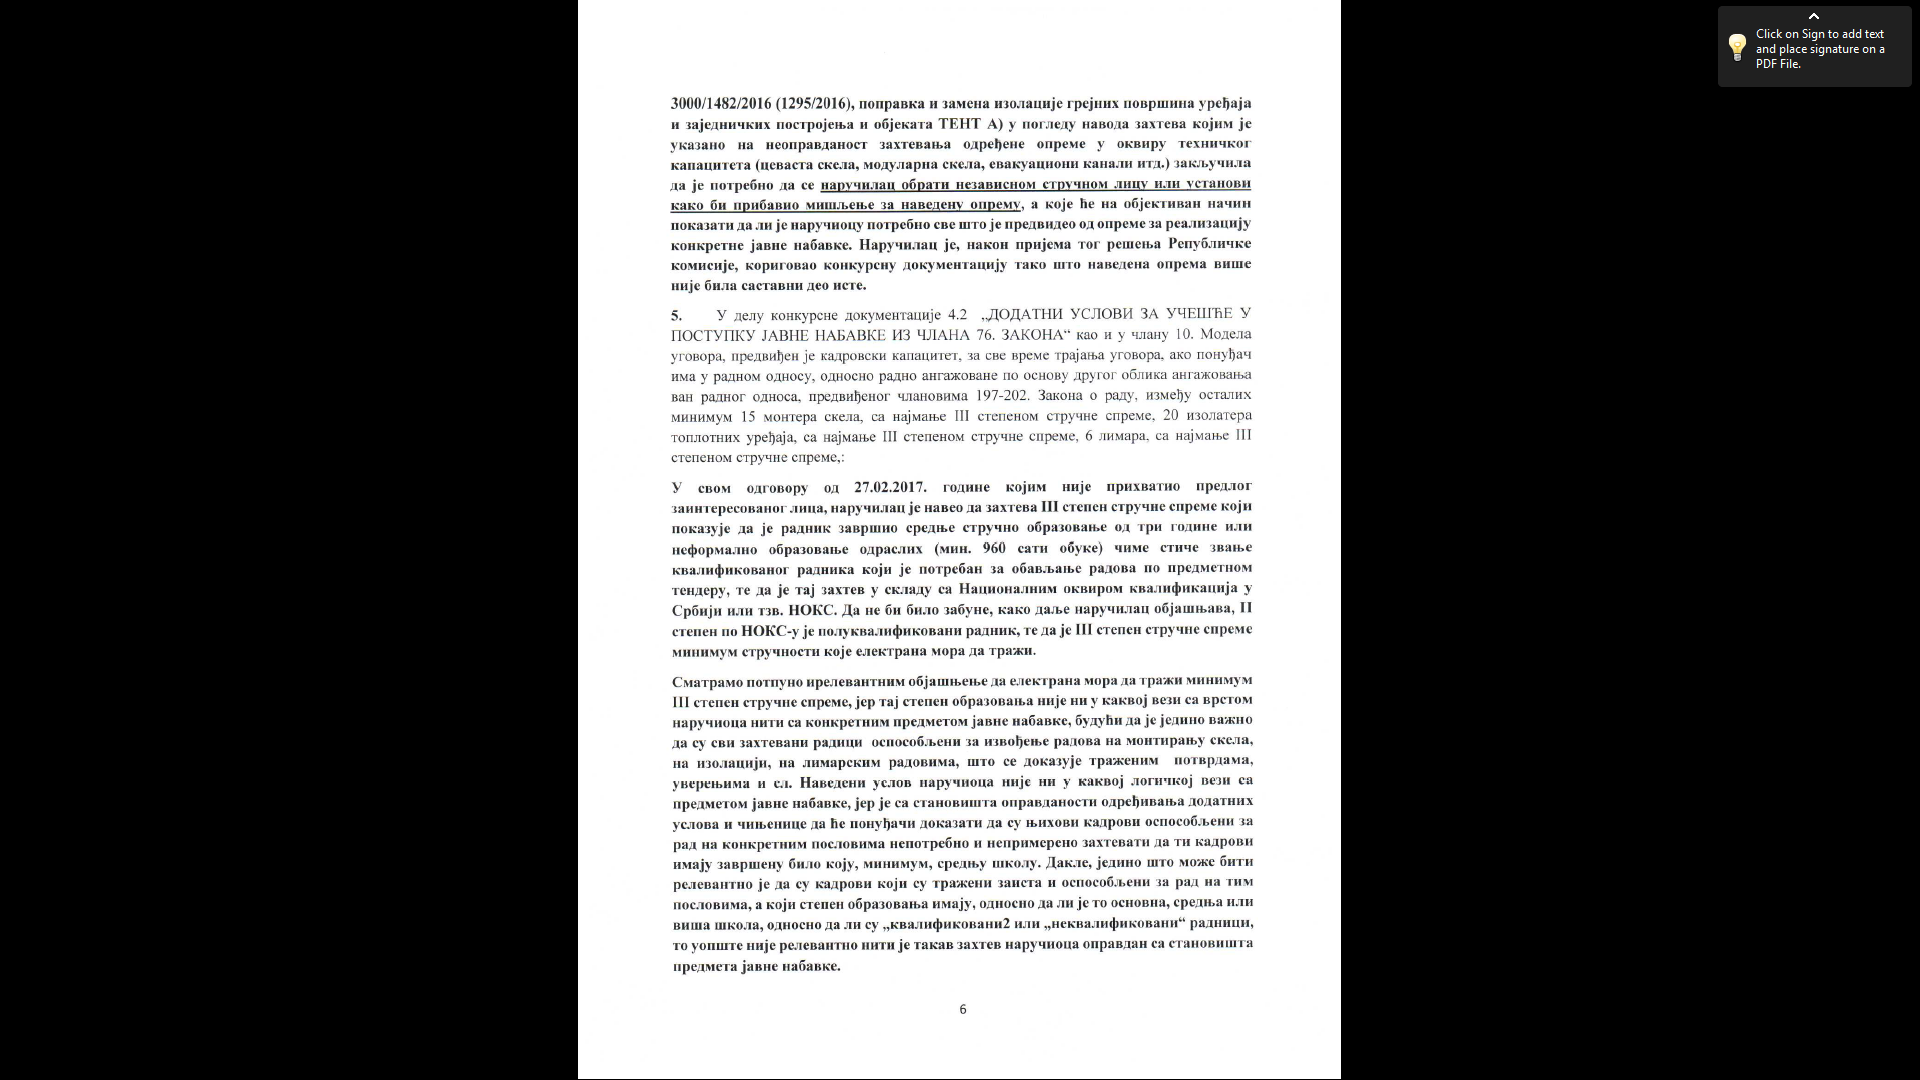 3000/1482/2016 (1295/2016), поправка и замена изолације грејних површина уређаја
и заједничких постројења и објеката ТЕНТ А) у погледу навода захтева којим је
указано на неоправданост захтевања одређене опреме у оквиру техничког
капацитета (цеваста скела, модуларна скела, евакуациони канали итд.) закључила
да је потребно да се наручилац обрати независном стручном лицу или установи
како би прибавио мишљење за наведену опрему, а које ће на објективан начин
показати да ли је наручиоцу потребно све што је предвидео од опреме за реализацију
конкретне јавне набавке. Наручилац је, након пријема тог решења Републичке
комисије, кориговао конкурсну документацију тако што наведена опрема више
није била саставни део исте.
5. У делу конкурсне документације 4.2 „ДОДАТНИ УСЛОВИ ЗА УЧЕШЋЕ У
ПОСТУПКУ ЈАВНЕ НАБАВКЕ ИЗ ЧЛАНА 76. ЗАКОНА“ као и у члану 10. Модела
уговора, предвиђен је кадровски капацитет, за све време трајања уговора, ако понуђач
има у радном односу, односно радно ангажоване по основу другог облика ангажовања
ван радног односа, предвиђеног члановима 197-202. Закона о раду, између осталих
минимум 15 монтера скела, са најмање III степеном стручне спреме, 20 изолатера
топлотних уређаја, са најмање III степеном стручне спреме, 6 лимара, са најмање III
степеном стручне спреме,:
У свом одговору од 27.02.2017. године којим није прихватио предлог
заинтересованог лица, наручилац је навео да захтева III степен стручне спреме који
показује да је радник завршио средње стручно образовање од три године или
неформално образовање одраслих (мин. 960 сати обуке) чиме стиче звање
квалификованог радника који је потребан за обављање радова по предметном
тендеру, те да је тај захтев у складу са Националним оквиром квалификација у
Србији или тзв. НОКС. Да не би било забуне, како даље наручилац објашњава, II
степен по НОКС-у је полуквалификовани радник, те да је III степен стручне спреме
минимум стручности које електрана мора да тражи.
Сматрамо потпуно ирелевантним објашњење да електрана мора да тражи минимум
III степен стручне спреме, јер тај степен образовања није ни у каквој вези са врстом
наручиоца нити са конкретним предметом јавне набавке, будући да је једино важно
да су сви захтевани радици оспособљени за извођење радова на монтирању скела,
на изолацији, на лимарским радовима, што се доказује траженим потврдама,
уверењима и сл. Наведени услов наручиоца није ни у каквој логичкој вези са
предметом јавне набавке, јер је са становишта оправданости одређивања додатних
услова и чињенице да ће понуђачи доказати да су њихови кадрови оспособљени за
рад на конкретним пословима непотребно и непримерено захтевати да ти кадрови
имају завршену било коју, минимум, средњу школу. Дакле, једино што може бити
релевантно је да су кадрови који су тражени заиста и оспособљени за рад на тим
пословима, а који степен образовања имају, односно да ли је то основна, средња или
виша школа, односно да ли су „квалификовани2 или „неквалификовани“ радници,
то уопште није релевантно нити је такав захтев наручиоца оправдан са становишта
предмета јавне набавке.
6
Click on Sign to add text
and place signature on a
PDF File.